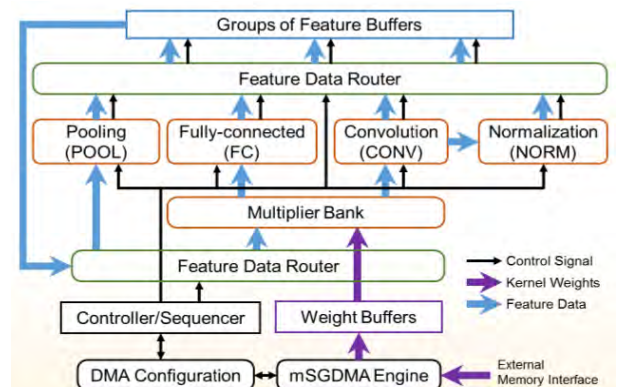 Groups of Feature Buffers
Feature Data Router
Pooling
(POOL)
Fully-connected
(FC)
Convolution
(CONV)
Normalization
(NORM)
Multiplier Bank
Feature Data Router
Control Signal
Kernel Weights
Feature Data
Controller/Sequencer
Weight Buffers
DMA Configuration
mSGDMA Engine
External
Memory Interface